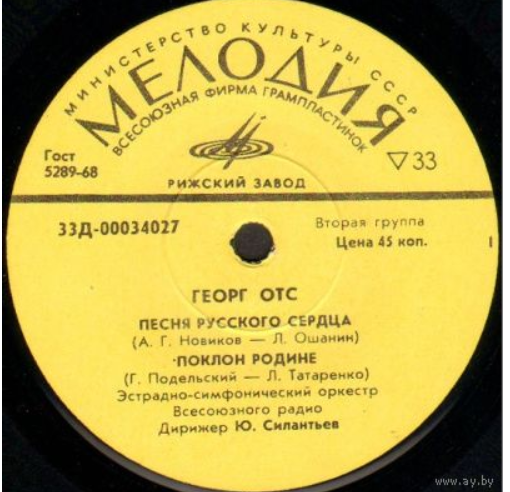 МИНИСТЕРСТВО КУЛЬТУРЫ СССР
МЕЛОДИЯ
ВСЕСОЮЗНАЯ ФИРМА ГРАМПЛАСТИНОК
Гост
5289-68
▽33
РИЖСКИЙ ЗАВОД
33Д-00034027
Вторая группа
Цена 45 коп.
1
ГЕОРГ ОТС
ПЕСНЯ РУССКОГО СЕРДЦА
(А. Г. Новиков — Л. Ошанин)
ПОКЛОН РОДИНЕ
(Г. Подельский — Л. Татаренко)
Эстрадно-симфонический оркестр
Всесоюзного радио
Дирижер Ю. Силантьев
www.ay.by